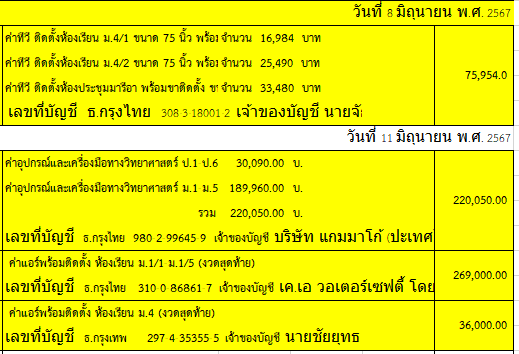 วันที่ 8 มิถุนายน พ.ศ. 2567
ค่าทีวี ติดตั้งห้องเรียน ม.4/1 ขนาด 75 นิ้ว พร้อม จำนวน 16,984 บาท
ค่าทีวี ติดตั้งห้องเรียน ม.4/2 ขนาด 75 นิ้ว พร้อม จำนวน 25,490 บาท
ค่าทีวี ติดตั้งห้องประชุมมารีอา พร้อมขาติดตั้ง ข จำนวน 33,480 บาท
75,954.0
เลขที่บัญชี ธ.กรุงไทย 308-3-18001-2 เจ้าของบัญชี นายจั
วันที่ 11 มิถุนายน พ.ศ. 2567
ค่าอุปกรณ์และเครื่องมือทางวิทยาศาสตร์ ป.1-ป.6 30,090.00 บ.
ค่าอุปกรณ์และเครื่องมือทางวิทยาศาสตร์ ม.1-ม.5 189,960.00 บ.
รวม 220,050.00 บ.
220,050.00
เลขที่บัญชี ธ.กรุงไทย 980-2-99645-9 เจ้าของบัญชี บริษัท แกมมาโก้ (ประเทศ
ค่าแอร์พร้อมติดตั้ง ห้องเรียน ม.1/1-ม.1/5 (งวดสุดท้าย)
269,000.00
เลขที่บัญชี ธ.กรุงไทย 310-0-86861-7 เจ้าของบัญชี เค.เอ วอเตอร์เซฟตี้ โดย
ค่าแอร์พร้อมติดตั้ง ห้องเรียน ม.4 (งวดสุดท้าย)
36,000.00
เลขที่บัญชี ธ.กรุงเทพ 297-4-35355-5 เจ้าของบัญชี นายชัยยุทธ